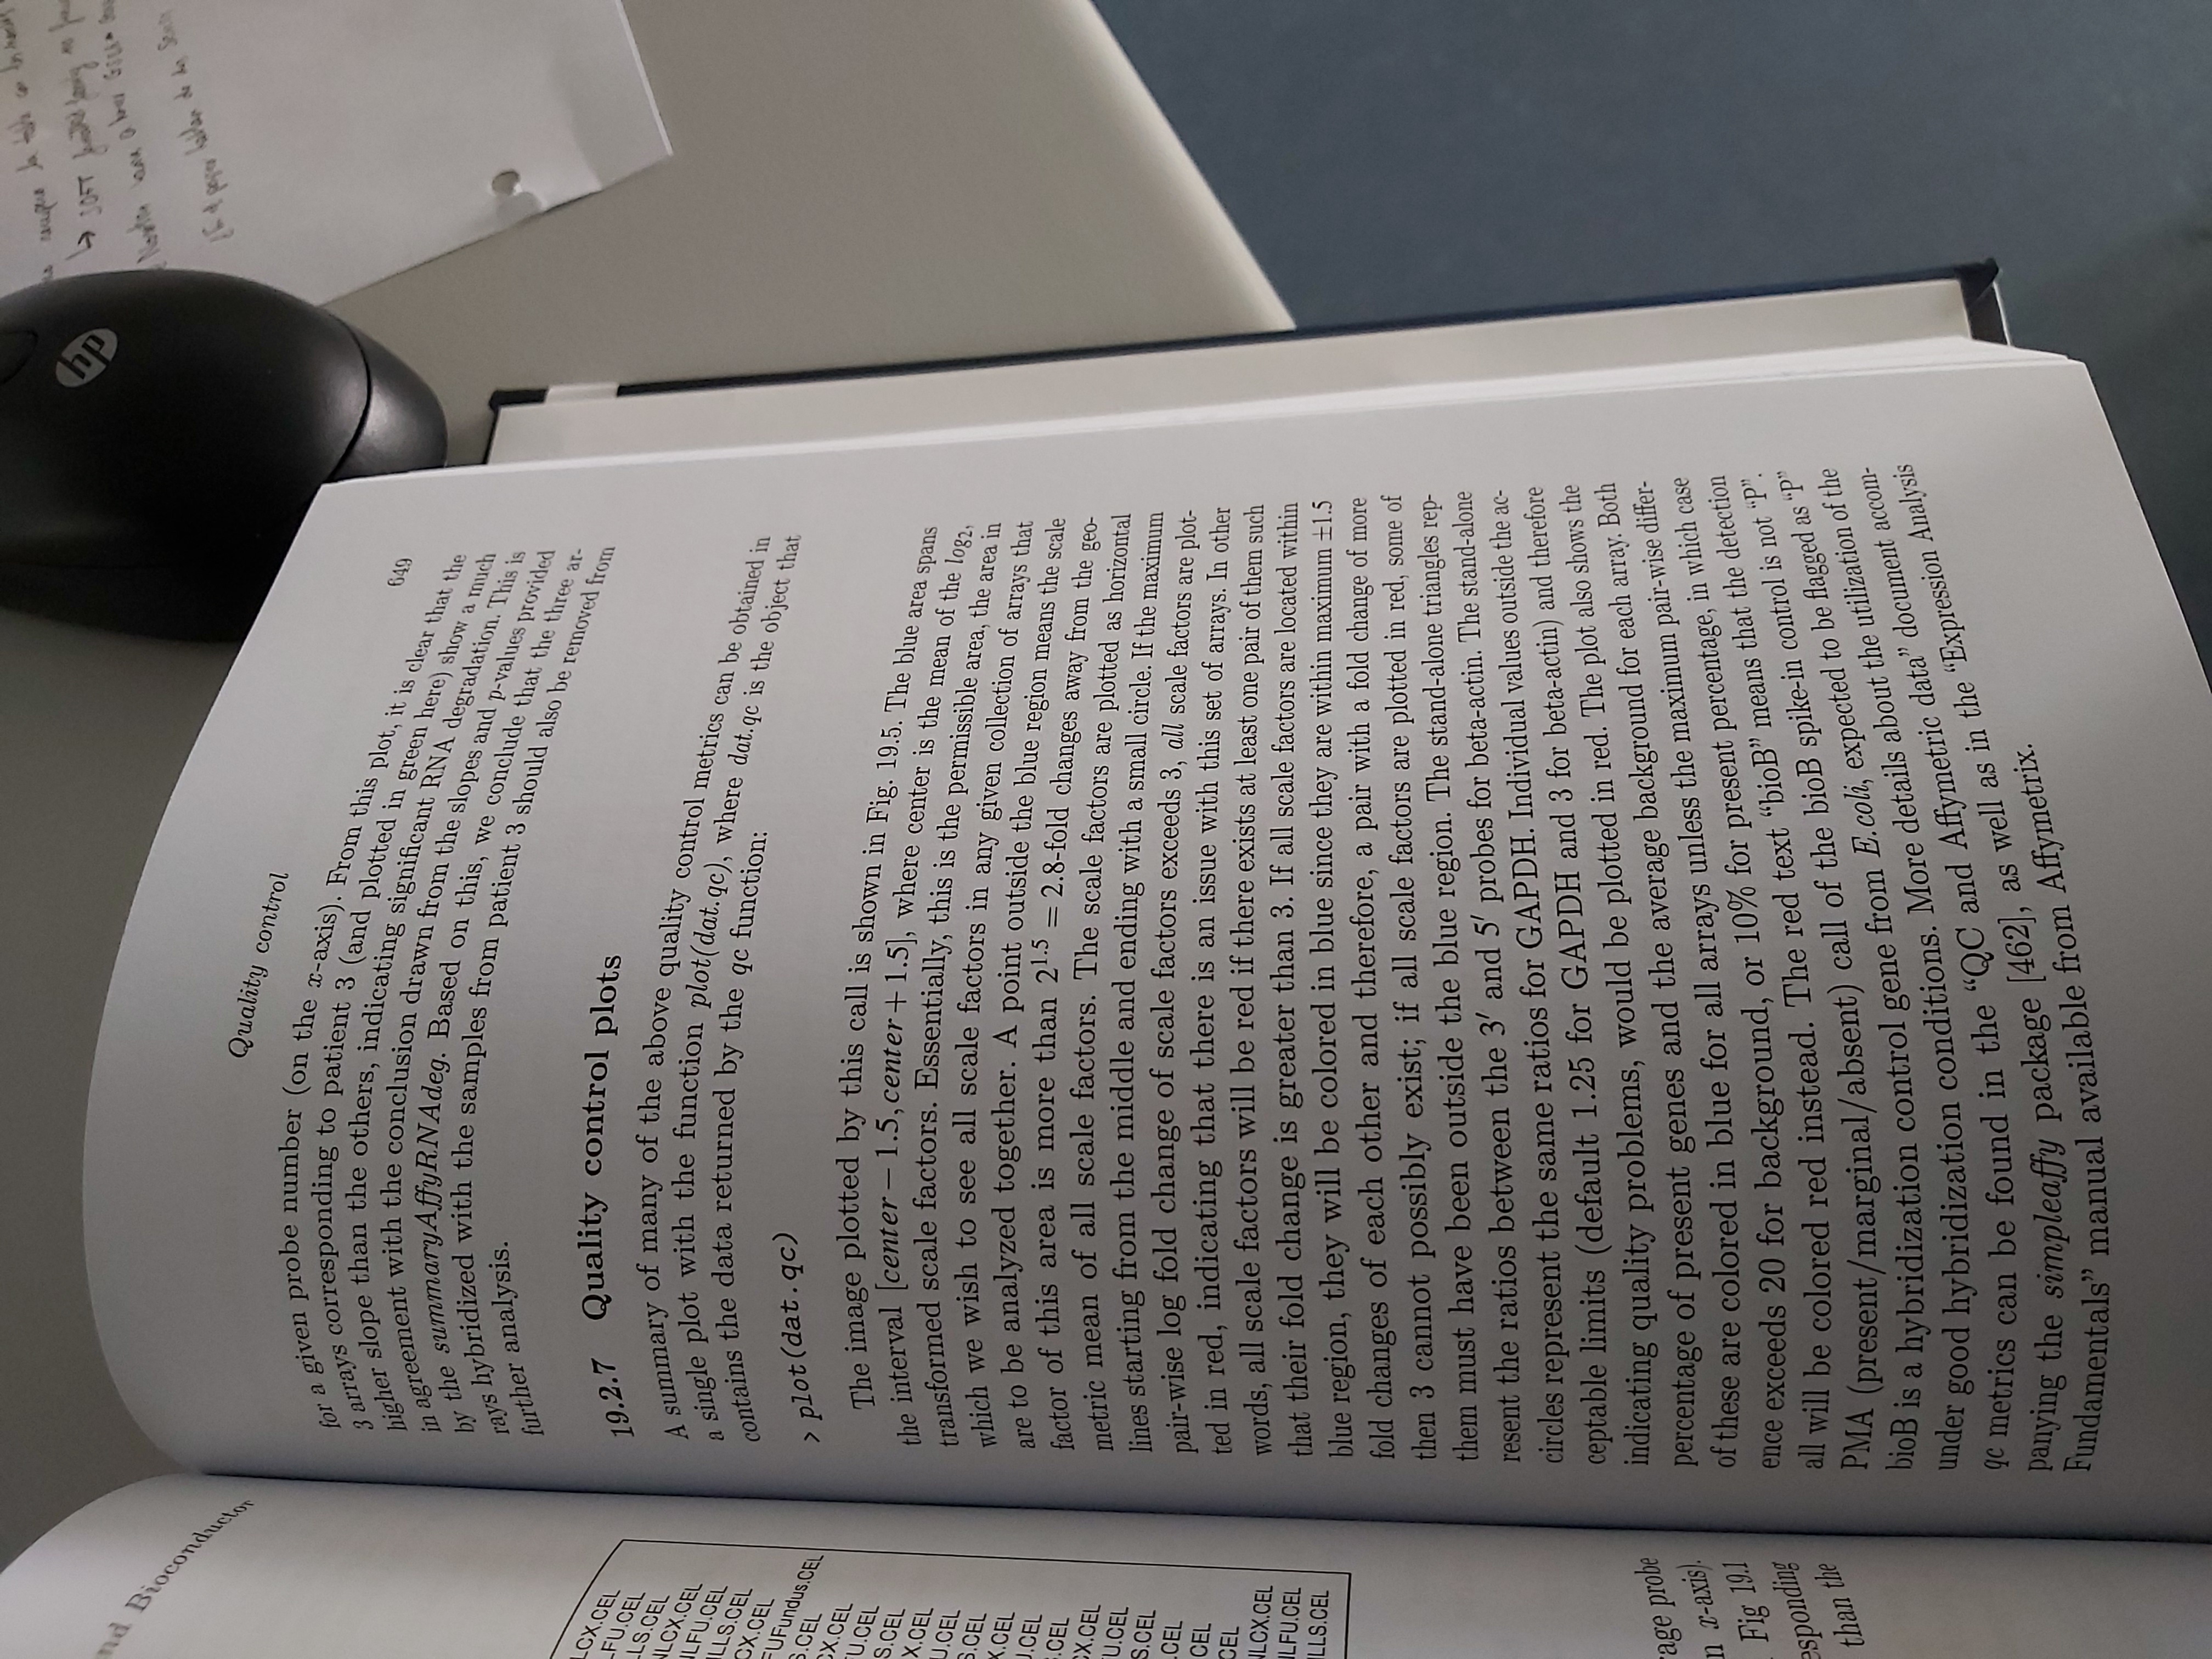 and Bioconductor
LCX.CEL
LFU.CEL
LLS.CEL
NLCX.CEL
NLFU.CEL
CX.CEL
FUFundus.CEL
S.CEL
CX.CEL
U.CEL
S.CEL
X.CEL
U.CEL
S.CEL
X.CEL
.CEL
CX.CEL
U.CEL
S.CEL
.CEL
CEL
CEL
NLCX.CEL
LFU.CEL
LLS.CEL
age probe
n x-axis).
Fig 19.1
esponding
than the
Quality control
649
for a given probe number (on the x-axis). From this plot, it is clear that the
3 arrays corresponding to patient 3 (and plotted in green here) show a much
higher slope than the others, indicating significant RNA degradation. This is
in agreement with the conclusion drawn from the slopes and p-values provided
by the summaryAffyRNAdeg. Based on this, we conclude that the three ar-
rays hybridized with the samples from patient 3 should also be removed from
further analysis.
19.2.7 Quality control plots
A summary of many of the above quality control metrics can be obtained in
a single plot with the function plot(dat.qc), where dat.qc is the object that
contains the data returned by the qc function:
> plot(dat.qc)
The image plotted by this call is shown in Fig. 19.5. The blue area spans
the interval [center − 1.5, center + 1.5], where center is the mean of the log₂,
transformed scale factors. Essentially, this is the permissible area, the area in
which we wish to see all scale factors in any given collection of arrays that
are to be analyzed together. A point outside the blue region means the scale
factor of this area is more than 2^1.5 = 2.8-fold changes away from the geo-
metric mean of all scale factors. The scale factors are plotted as horizontal
lines starting from the middle and ending with a small circle. If the maximum
pair-wise log fold change of scale factors exceeds 3, all scale factors are plot-
ted in red, indicating that there is an issue with this set of arrays. In other
words, all scale factors will be red if there exists at least one pair of them such
that their fold change is greater than 3. If all scale factors are located within
blue region, they will be colored in blue since they are within maximum ±1.5
fold changes of each other and therefore, a pair with a fold change of more
then 3 cannot possibly exist; if all scale factors are plotted in red, some of
them must have been outside the blue region. The stand-alone triangles rep-
resent the ratios between the 3′ and 5′ probes for beta-actin. The stand-alone
circles represent the same ratios for GAPDH. Individual values outside the ac-
ceptable limits (default 1.25 for GAPDH and 3 for beta-actin) and therefore
indicating quality problems, would be plotted in red. The plot also shows the
percentage of present genes and the average background for each array. Both
of these are colored in blue for all arrays unless the maximum pair-wise differ-
ence exceeds 20 for background, or 10% for present percentage, in which case
all will be colored red instead. The red text “bioB” means that the detection
PMA (present/marginal/absent) call of the bioB spike-in control is not “P”.
bioB is a hybridization control gene from E.coli, expected to be flagged as “P”
under good hybridization conditions. More details about the utilization of the
qc metrics can be found in the “QC and Affymetric data” document accom-
panying the simpleaffy package [462], as well as in the “Expression Analysis
Fundamentals” manual available from Affymetrix.
hp
la tabla con los
↳ SOFT